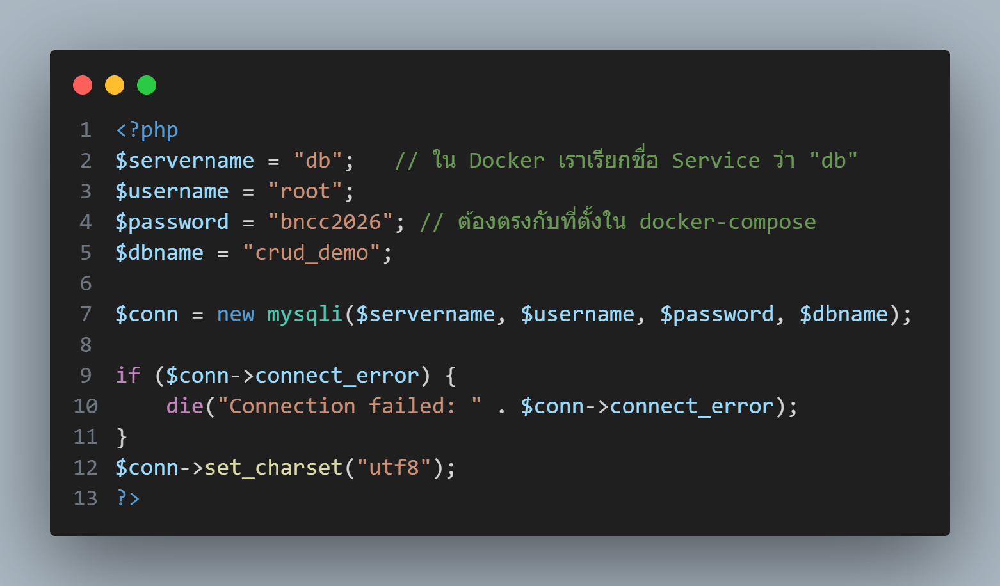 1 <?php
2 $servername = "db";   // ใน Docker เราเรียกชื่อ Service ว่า "db"
3 $username = "root";
4 $password = "bncc2026"; // ต้องตรงกับที่ตั้งใน docker-compose
5 $dbname = "crud_demo";
6
7 $conn = new mysqli($servername, $username, $password, $dbname);
8
9 if ($conn->connect_error) {
10     die("Connection failed: " . $conn->connect_error);
11 }
12 $conn->set_charset("utf8");
13 ?>